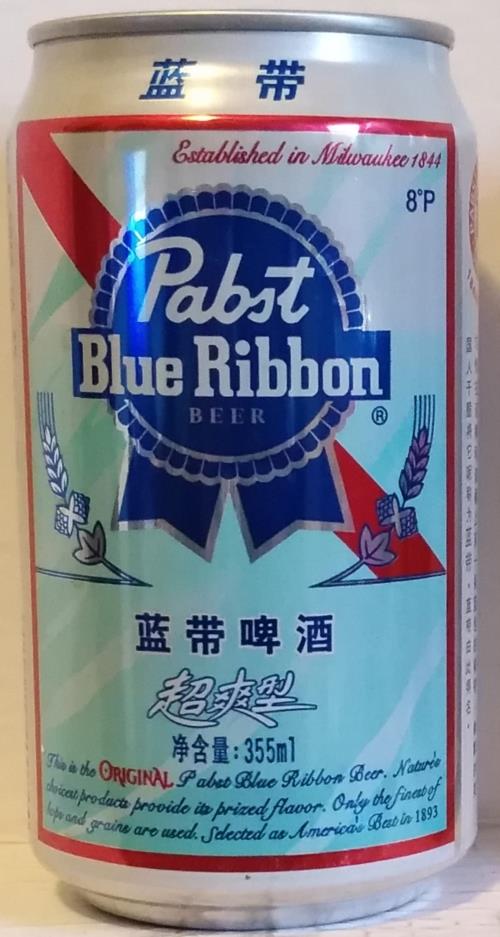 蓝 带
Established in Milwaukee 1844
8°P
Pabst
Blue Ribbon
BEER
®
蓝带啤酒
超爽型
净含量:355ml
This is the ORIGINAL Pabst Blue Ribbon Beer. Nature's
choicest products provide its prized flavor. Only the finest of
hops and grains are used. Selected as America's Best in 1893